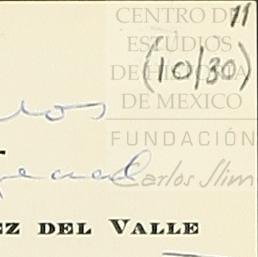 11
CENTRO DE
ESTUDIOS
DE HISTORIA
(10/30)
DE MEXICO
FUNDACIÓN
Carlos Slim
EZ DEL VALLE